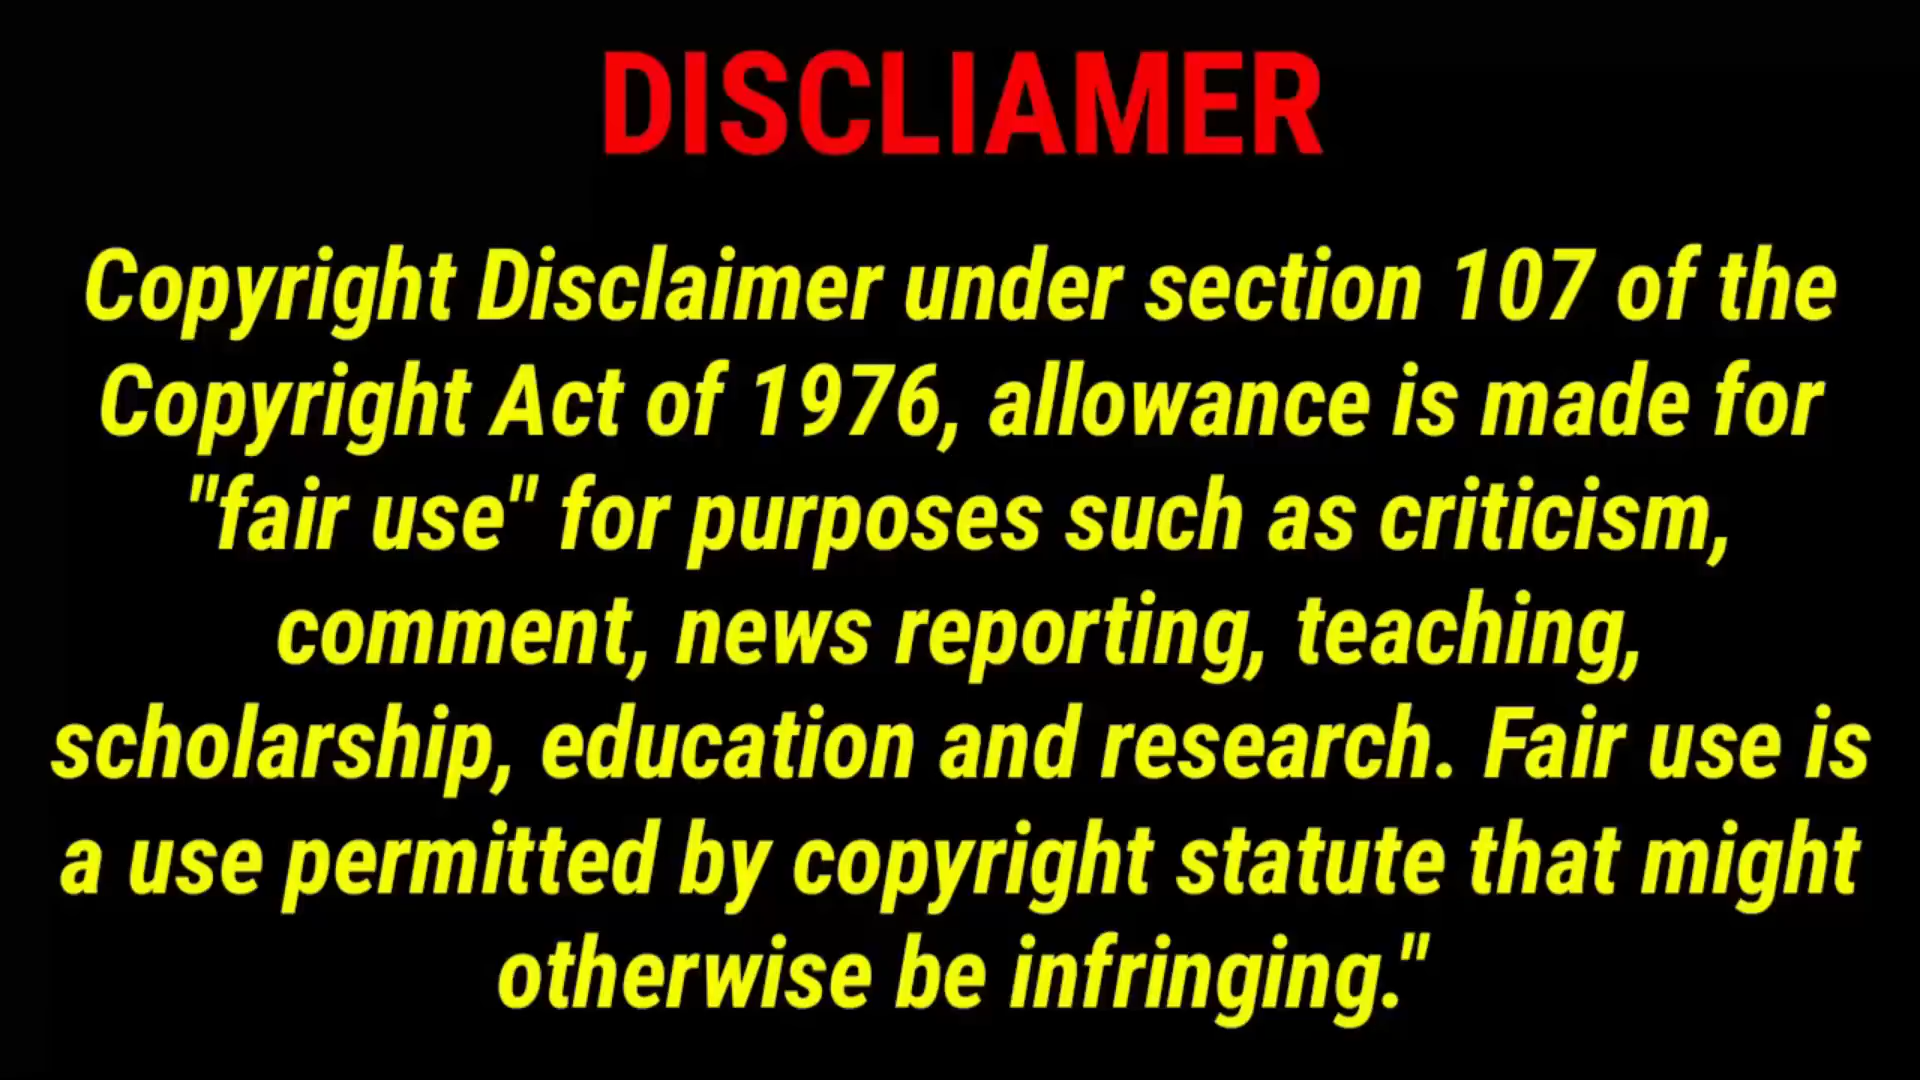 DISCLIAMER
Copyright Disclaimer under section 107 of the
Copyright Act of 1976, allowance is made for
"fair use" for purposes such as criticism,
comment, news reporting, teaching,
scholarship, education and research. Fair use is
a use permitted by copyright statute that might
otherwise be infringing."